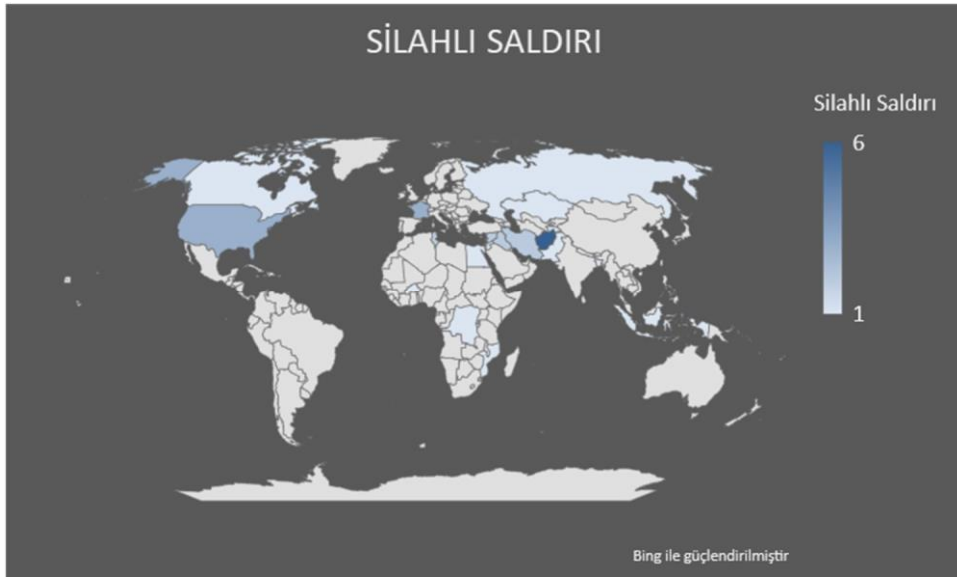 SİLAHLI SALDIRI
Silahlı Saldırı
6
1
Bing ile güçlendirilmiştir